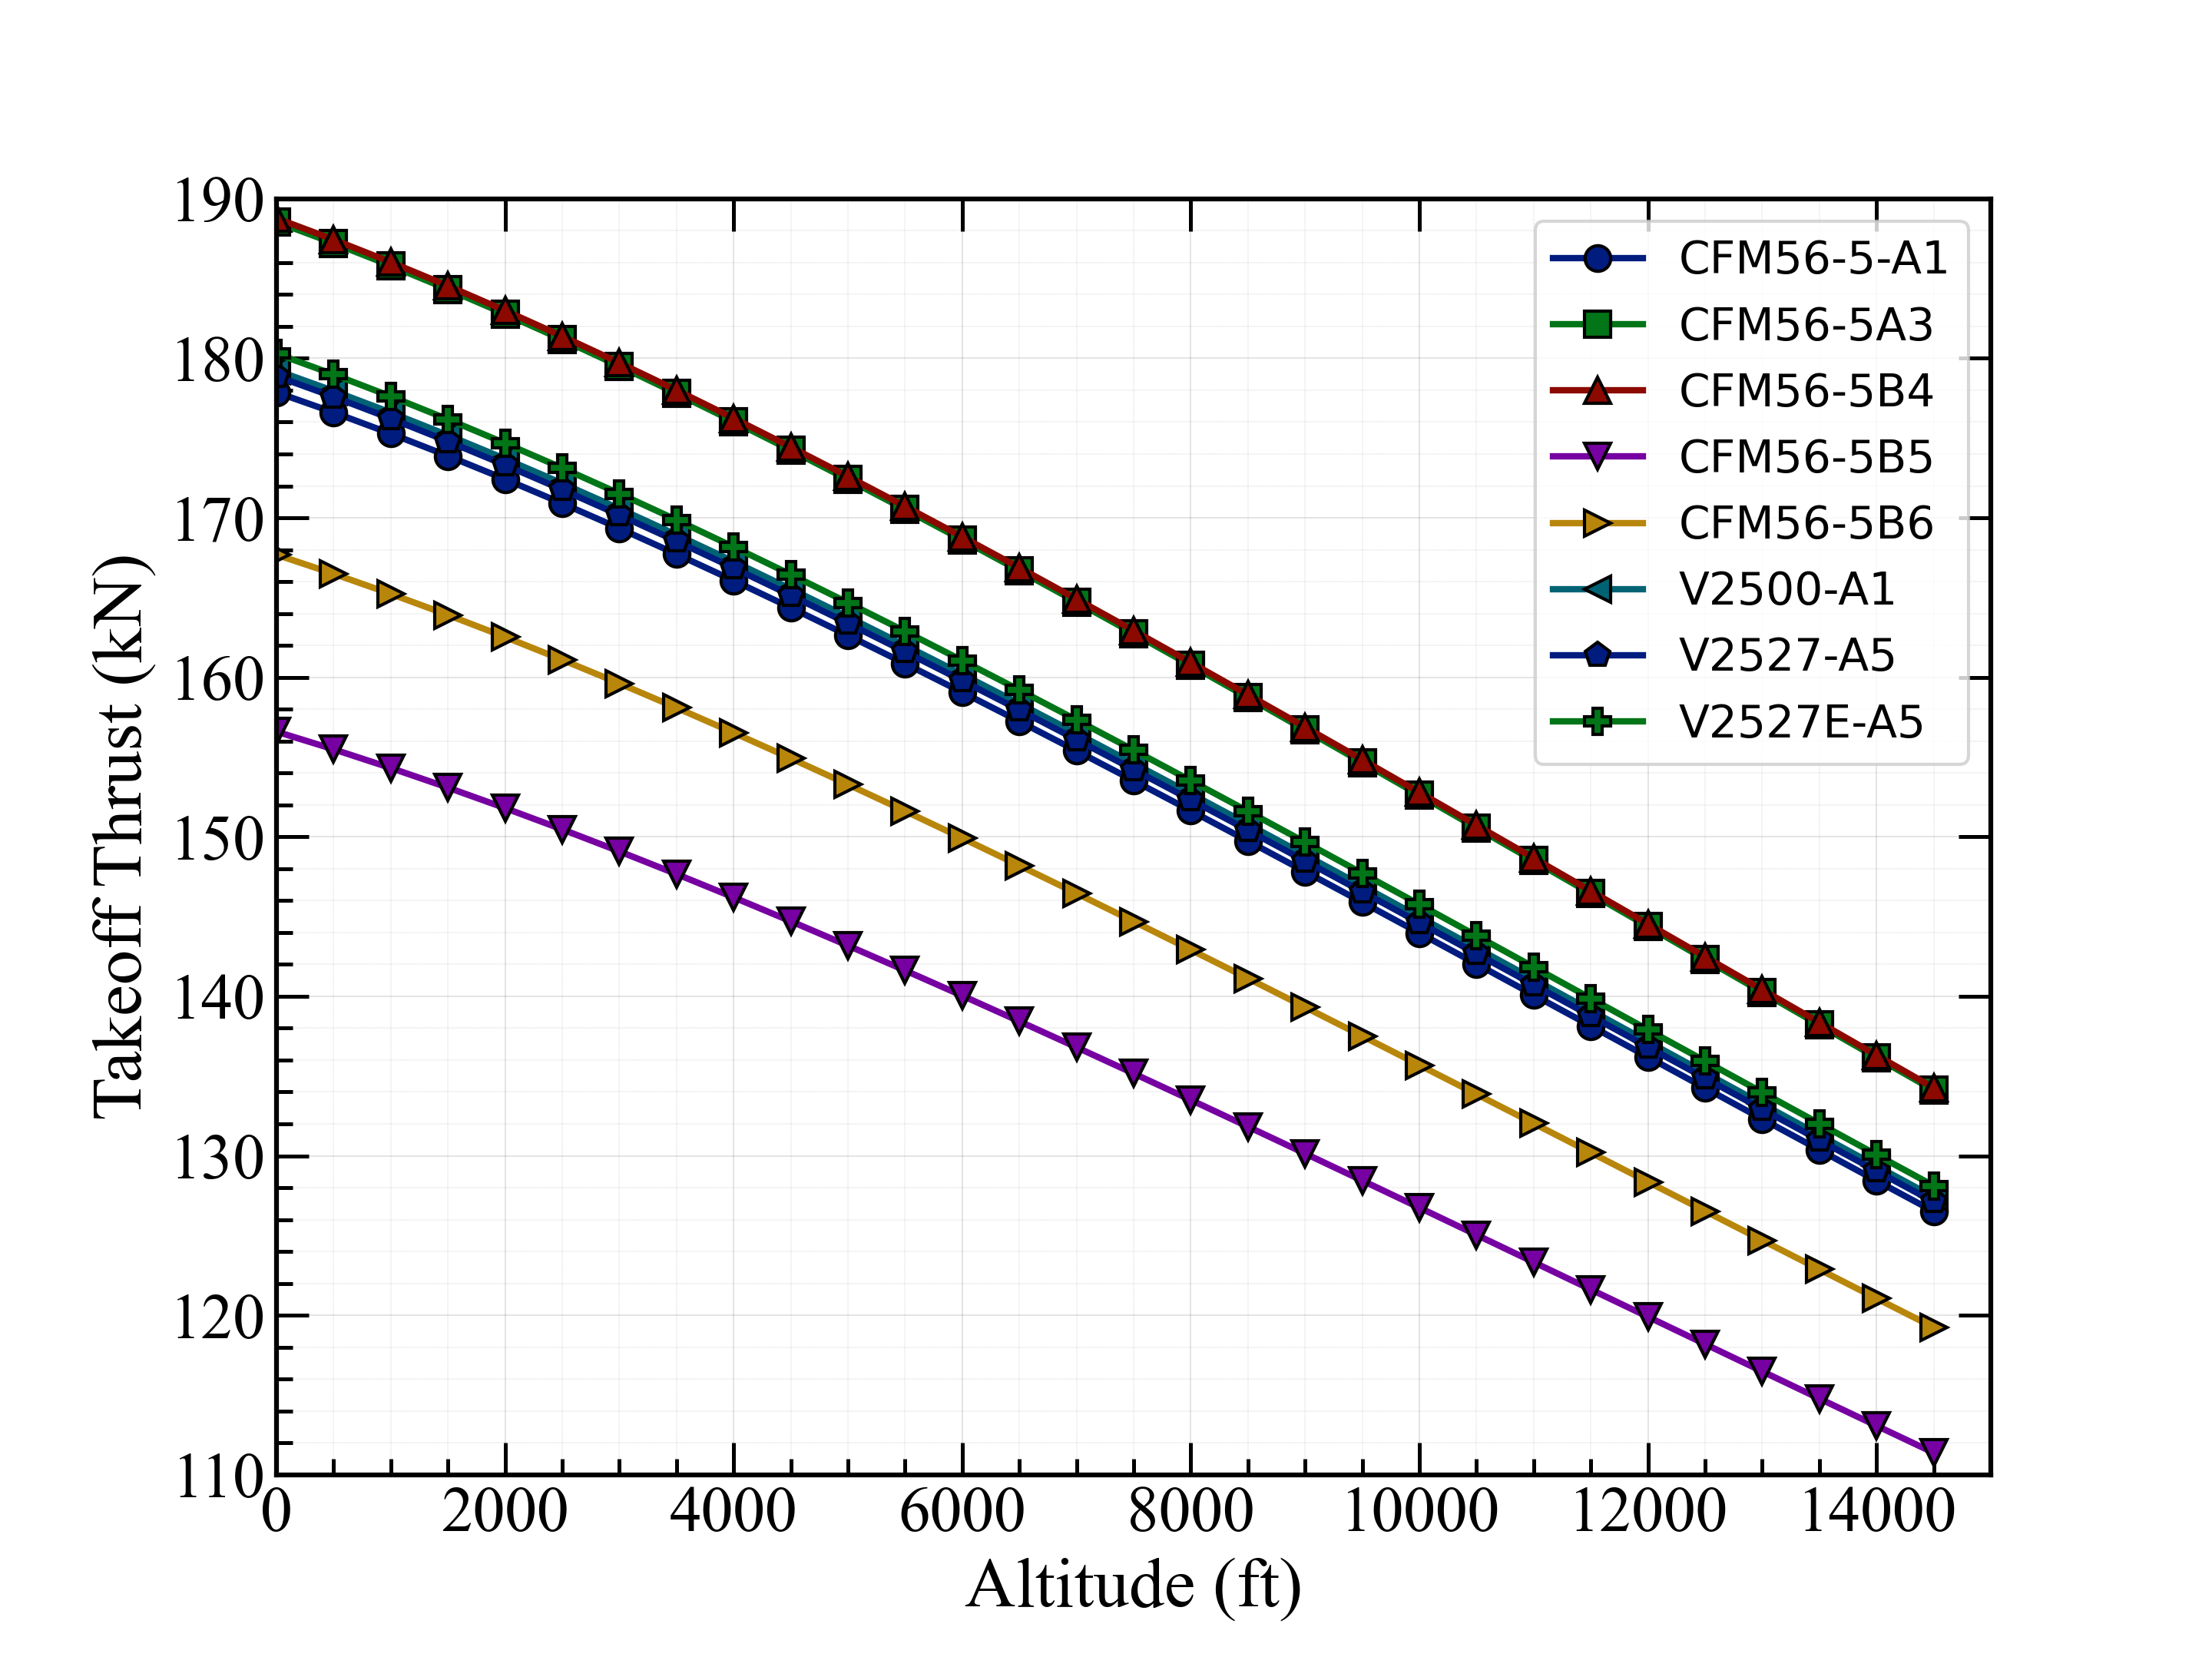 190
180
170
160
150
140
130
120
110
0 2000 4000 6000 8000 10000 12000 14000
Takeoff Thrust (kN)
Altitude (ft)
CFM56-5-A1
CFM56-5A3
CFM56-5B4
CFM56-5B5
CFM56-5B6
V2500-A1
V2527-A5
V2527E-A5